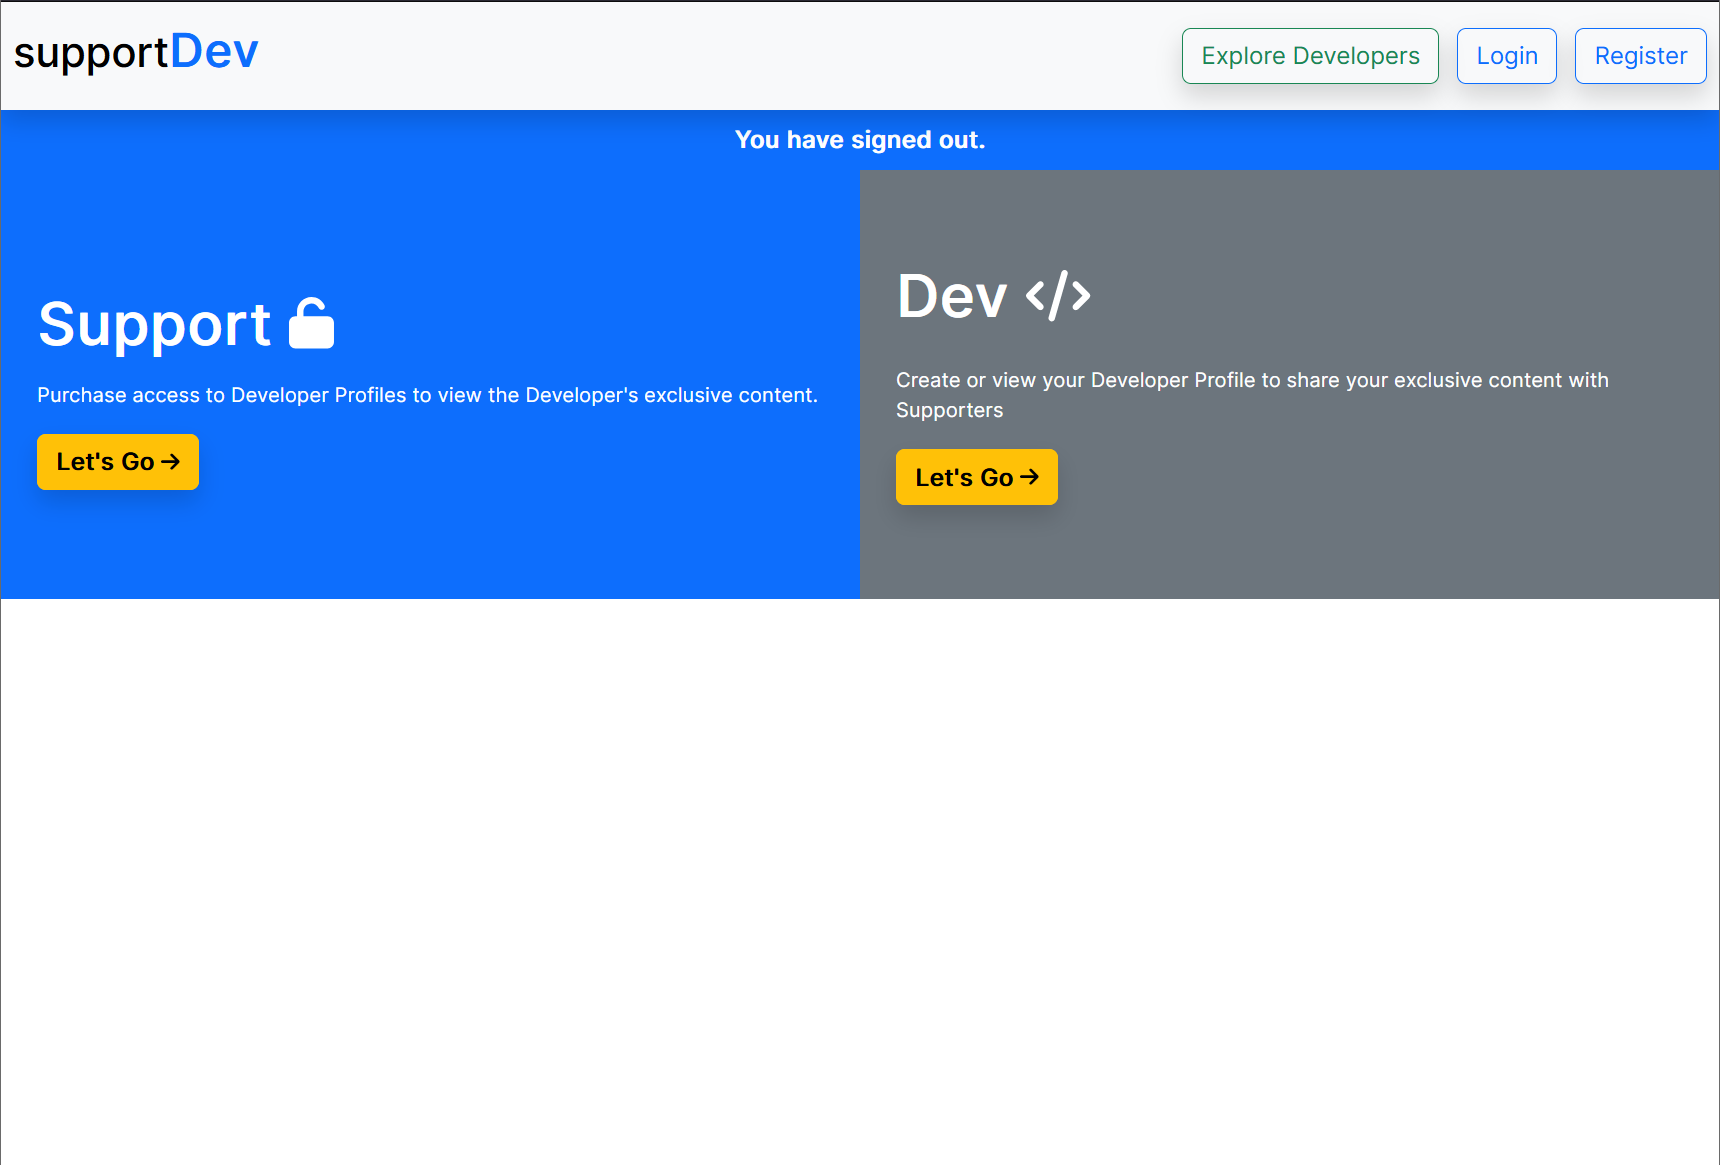 supportDev
Explore Developers
Login
Register
You have signed out.
Support
Purchase access to Developer Profiles to view the Developer's exclusive content.
Let's Go
Dev
Create or view your Developer Profile to share your exclusive content with
Supporters
Let's Go